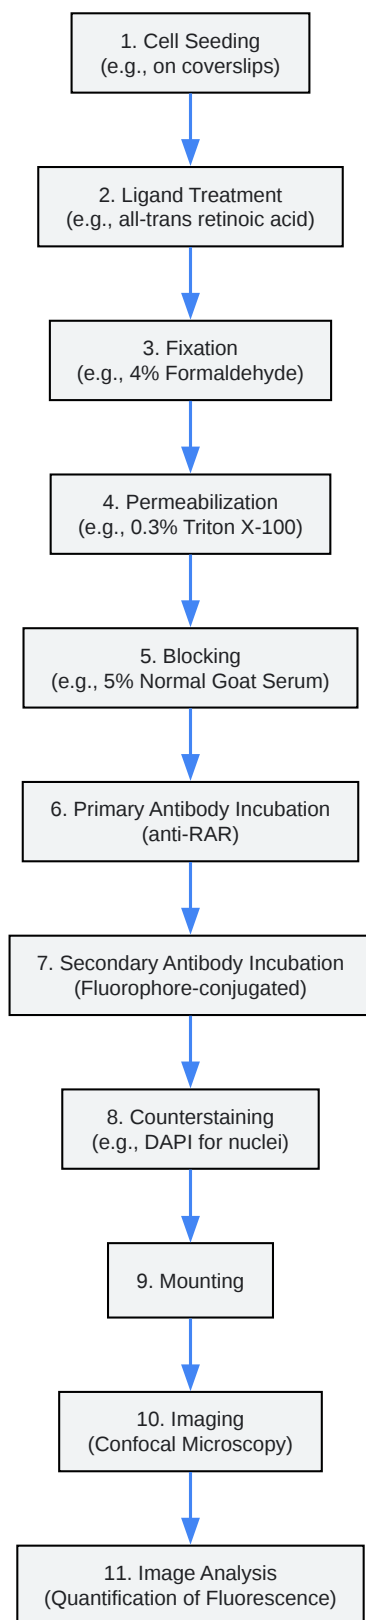 1. Cell Seeding
(e.g., on coverslips)
2. Ligand Treatment
(e.g., all-trans retinoic acid)
3. Fixation
(e.g., 4% Formaldehyde)
4. Permeabilization
(e.g., 0.3% Triton X-100)
5. Blocking
(e.g., 5% Normal Goat Serum)
6. Primary Antibody Incubation
(anti-RAR)
7. Secondary Antibody Incubation
(Fluorophore-conjugated)
8. Counterstaining
(e.g., DAPI for nuclei)
9. Mounting
10. Imaging
(Confocal Microscopy)
11. Image Analysis
(Quantification of Fluorescence)